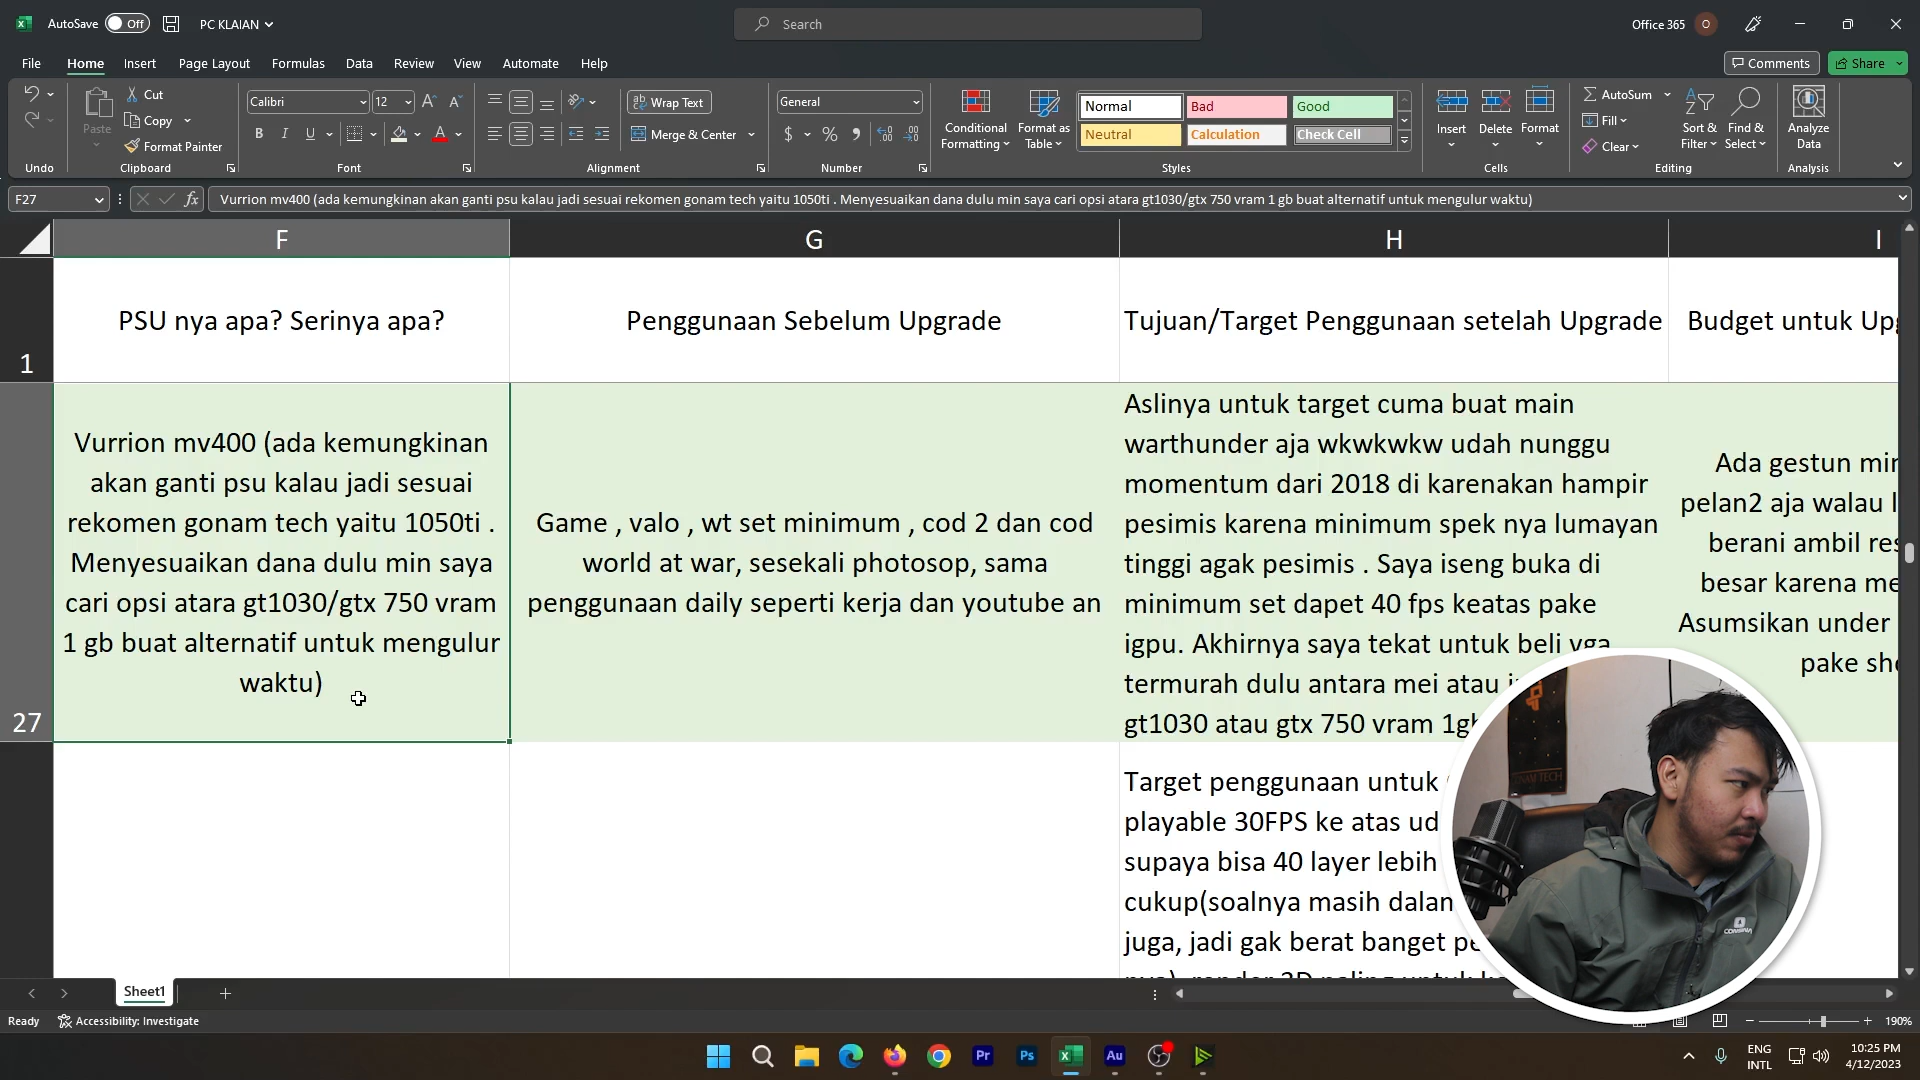 AutoSave Off PC KLAIAN
Search
Office 365 O
File Home Insert Page Layout Formulas Data Review View Automate Help
Comments Share
Paste
Cut
Copy
Format Painter
Calibri 12
B I U
Wrap Text
Merge & Center
General
Conditional Formatting
Format as Table
Normal Bad Good
Neutral Calculation Check Cell
Insert Delete Format
AutoSum
Fill
Clear
Sort & Filter
Find & Select
Analyze Data
Undo Clipboard Font Alignment Number Styles Cells Editing Analysis
F27
fx Vurrion mv400 (ada kemungkinan akan ganti psu kalau jadi sesuai rekomen gonam tech yaitu 1050ti . Menyesuaikan dana dulu min saya cari opsi atara gt1030/gtx 750 vram 1 gb buat alternatif untuk mengulur waktu)
F G H I
1
PSU nya apa? Serinya apa?
Penggunaan Sebelum Upgrade
Tujuan/Target Penggunaan setelah Upgrade
Budget untuk
27
Vurrion mv400 (ada kemungkinan
akan ganti psu kalau jadi sesuai
rekomen gonam tech yaitu 1050ti .
Menyesuaikan dana dulu min saya
cari opsi atara gt1030/gtx 750 vram
1 gb buat alternatif untuk mengulur
waktu)
Game , valo , wt set minimum , cod 2 dan cod
world at war, sesekali photosop, sama
penggunaan daily seperti kerja dan youtube an
Aslinya untuk target cuma buat main
warthunder aja wkwkwkw udah nunggu
momentum dari 2018 di karenakan hampir
pesimis karena minimum spek nya lumayan
tinggi agak pesimis . Saya iseng buka di
minimum set dapet 40 fps keatas pake
igpu. Akhirnya saya tekat untuk beli vga
termurah dulu antara mei atau
gt1030 atau gtx 750 vram 1gb
Ada gestun
pelan2 aja walau
berani ambil
besar karena
Asumsikan under
pake
Target penggunaan untuk
playable 30FPS ke atas
supaya bisa 40 layer lebih
cukup(soalnya masih
juga, jadi gak berat banget
Sheet1
Ready Accessibility: Investigate
190%
Pr Ps Au
ENG
INTL
10:25 PM
4/12/2023